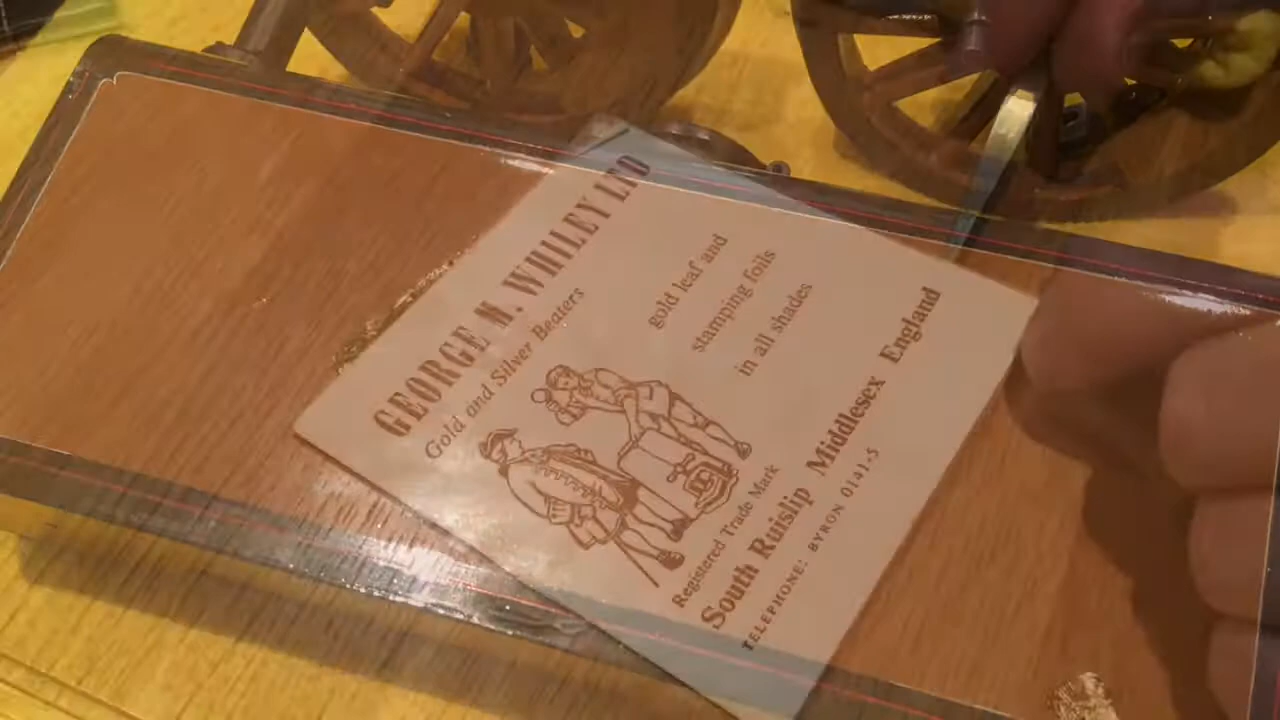 GEORGE M. WHILEY LTD
Gold and Silver Beaters
gold leaf and
stamping foils
in all shades
Registered Trade Mark
South Ruislip Middlesex England
TELEPHONE: BYRON 0141-5